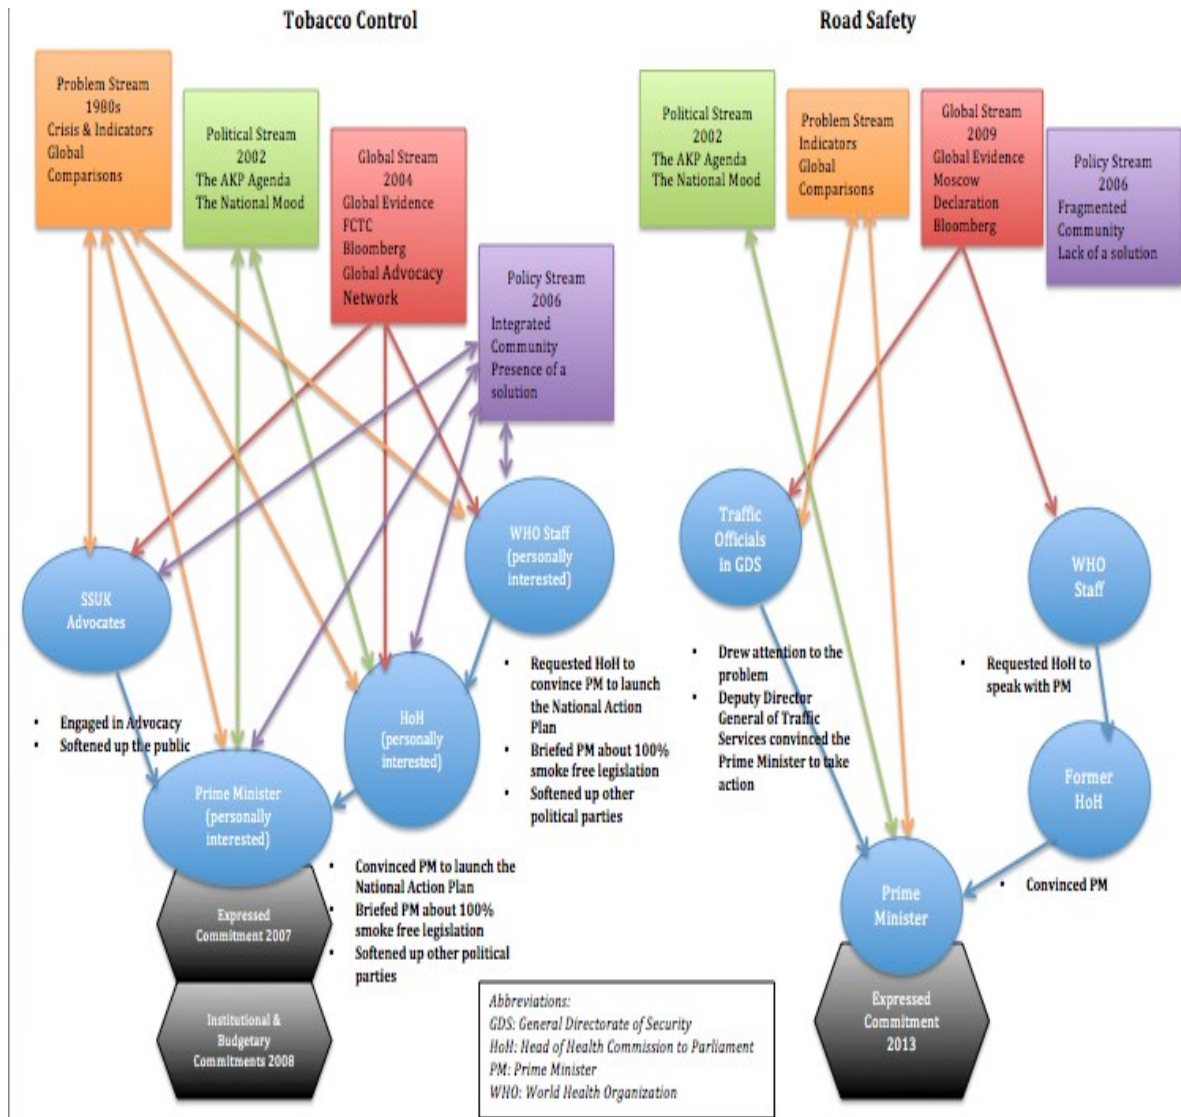 Tobacco Control
Problem Stream
1980s
Crisis & Indicators
Global
Comparisons
Political Stream
2002
The AKP Agenda
The National Mood
Global Stream
2004
Global Evidence
FCTC
Bloomberg
Global Advocacy
Network
Policy Stream
2006
Integrated
Community
Presence of a
solution
SSUK
Advocates
WHO Staff
(personally
interested)
HoH
(personally
interested)
Prime Minister
(personally
interested)
• Engaged in Advocacy
• Softened up the public
• Requested HoH to
convince PM to launch
the National Action
Plan
• Briefed PM about 100%
smoke free legislation
• Softened up other
political parties
• Convinced PM to launch the
National Action Plan
• Briefed PM about 100%
smoke free legislation
• Softened up other political
parties
Expressed
Commitment 2007
Institutional &
Budgetary
Commitments 2008
Road Safety
Political Stream
2002
The AKP Agenda
The National Mood
Problem Stream
Indicators
Global
Comparisons
Global Stream
2009
Global Evidence
Moscow
Declaration
Bloomberg
Policy Stream
2006
Fragmented
Community
Lack of a solution
Traffic
Officials
in GDS
WHO
Staff
• Drew attention to the
problem
• Deputy Director
General of Traffic
Services convinced the
Prime Minister to take
action
• Requested HoH to
speak with PM
Former
HoH
• Convinced PM
Prime
Minister
Expressed
Commitment
2013
Abbreviations:
GDS: General Directorate of Security
HoH: Head of Health Commission to Parliament
PM: Prime Minister
WHO: World Health Organization